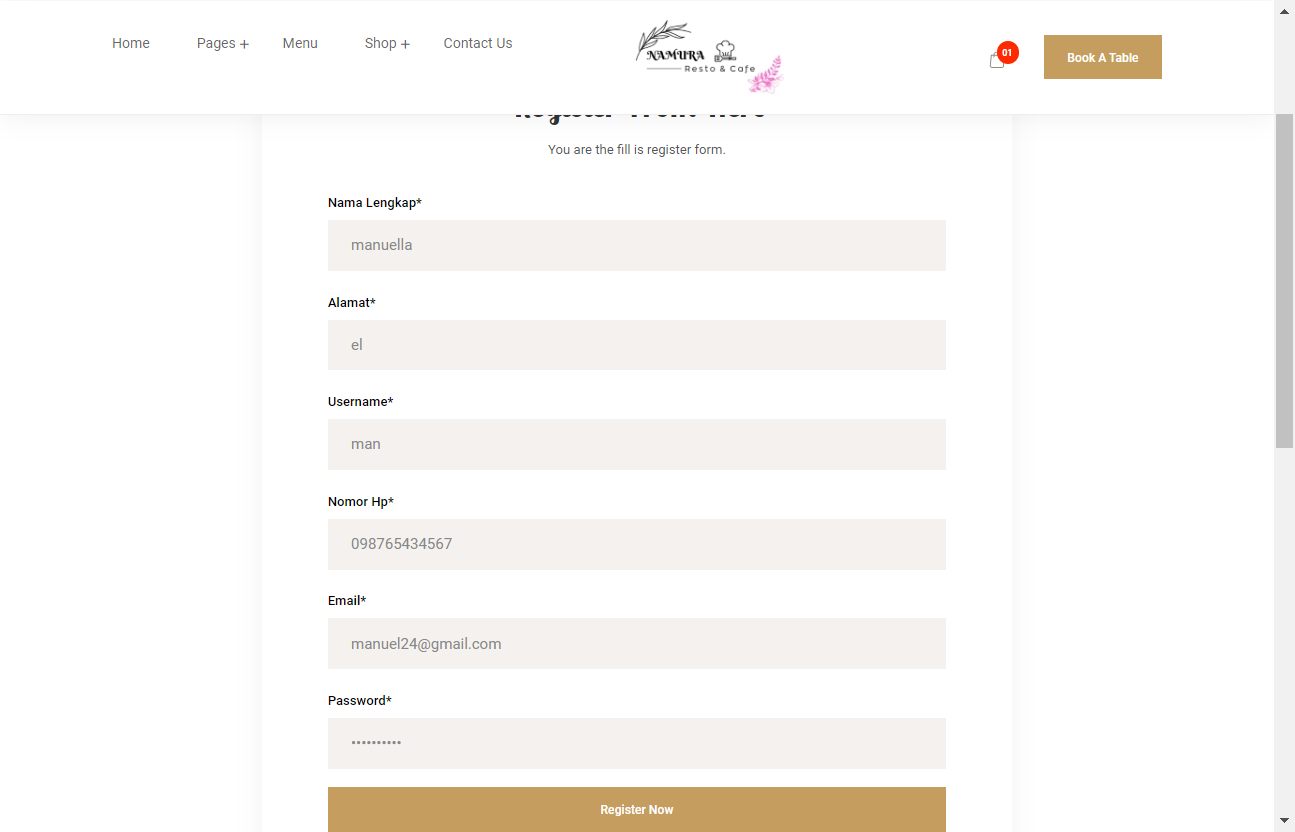 Home
Pages +
Menu
Shop +
Contact Us
NAMURA
Resto & Cafe
01
Book A Table
You are the fill is register form.
Nama Lengkap*
manuella
Alamat*
el
Username*
man
Nomor Hp*
098765434567
Email*
manuel24@gmail.com
Password*
••••••••••
Register Now